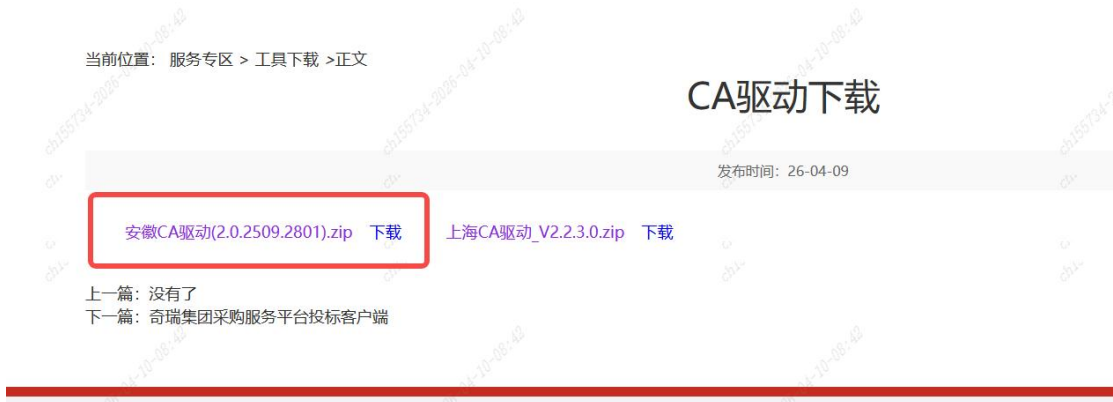 当前位置： 服务专区 > 工具下载 >正文
CA驱动下载
发布时间：26-04-09
安徽CA驱动(2.0.2509.2801).zip 下载 上海CA驱动_V2.2.3.0.zip 下载
上一篇：没有了
下一篇：奇瑞集团采购服务平台投标客户端